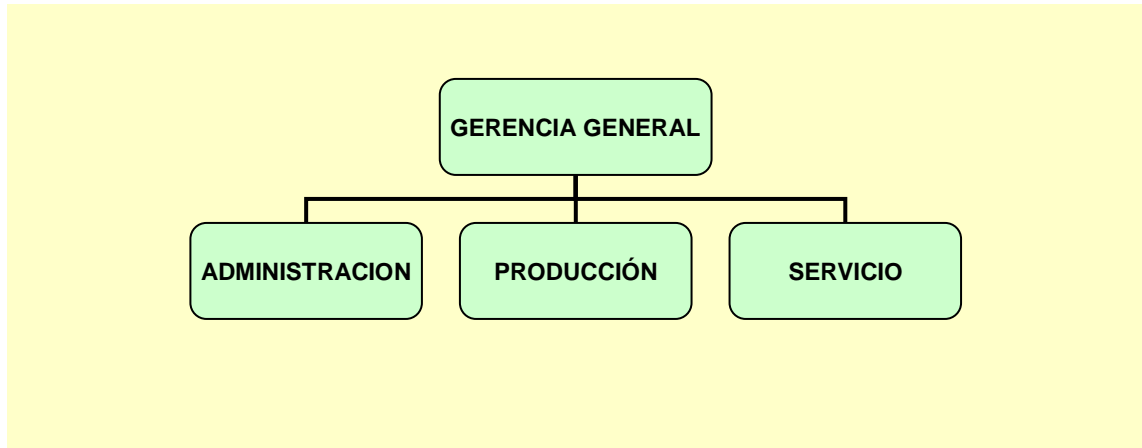 GERENCIA GENERAL
ADMINISTRACION
PRODUCCIÓN
SERVICIO